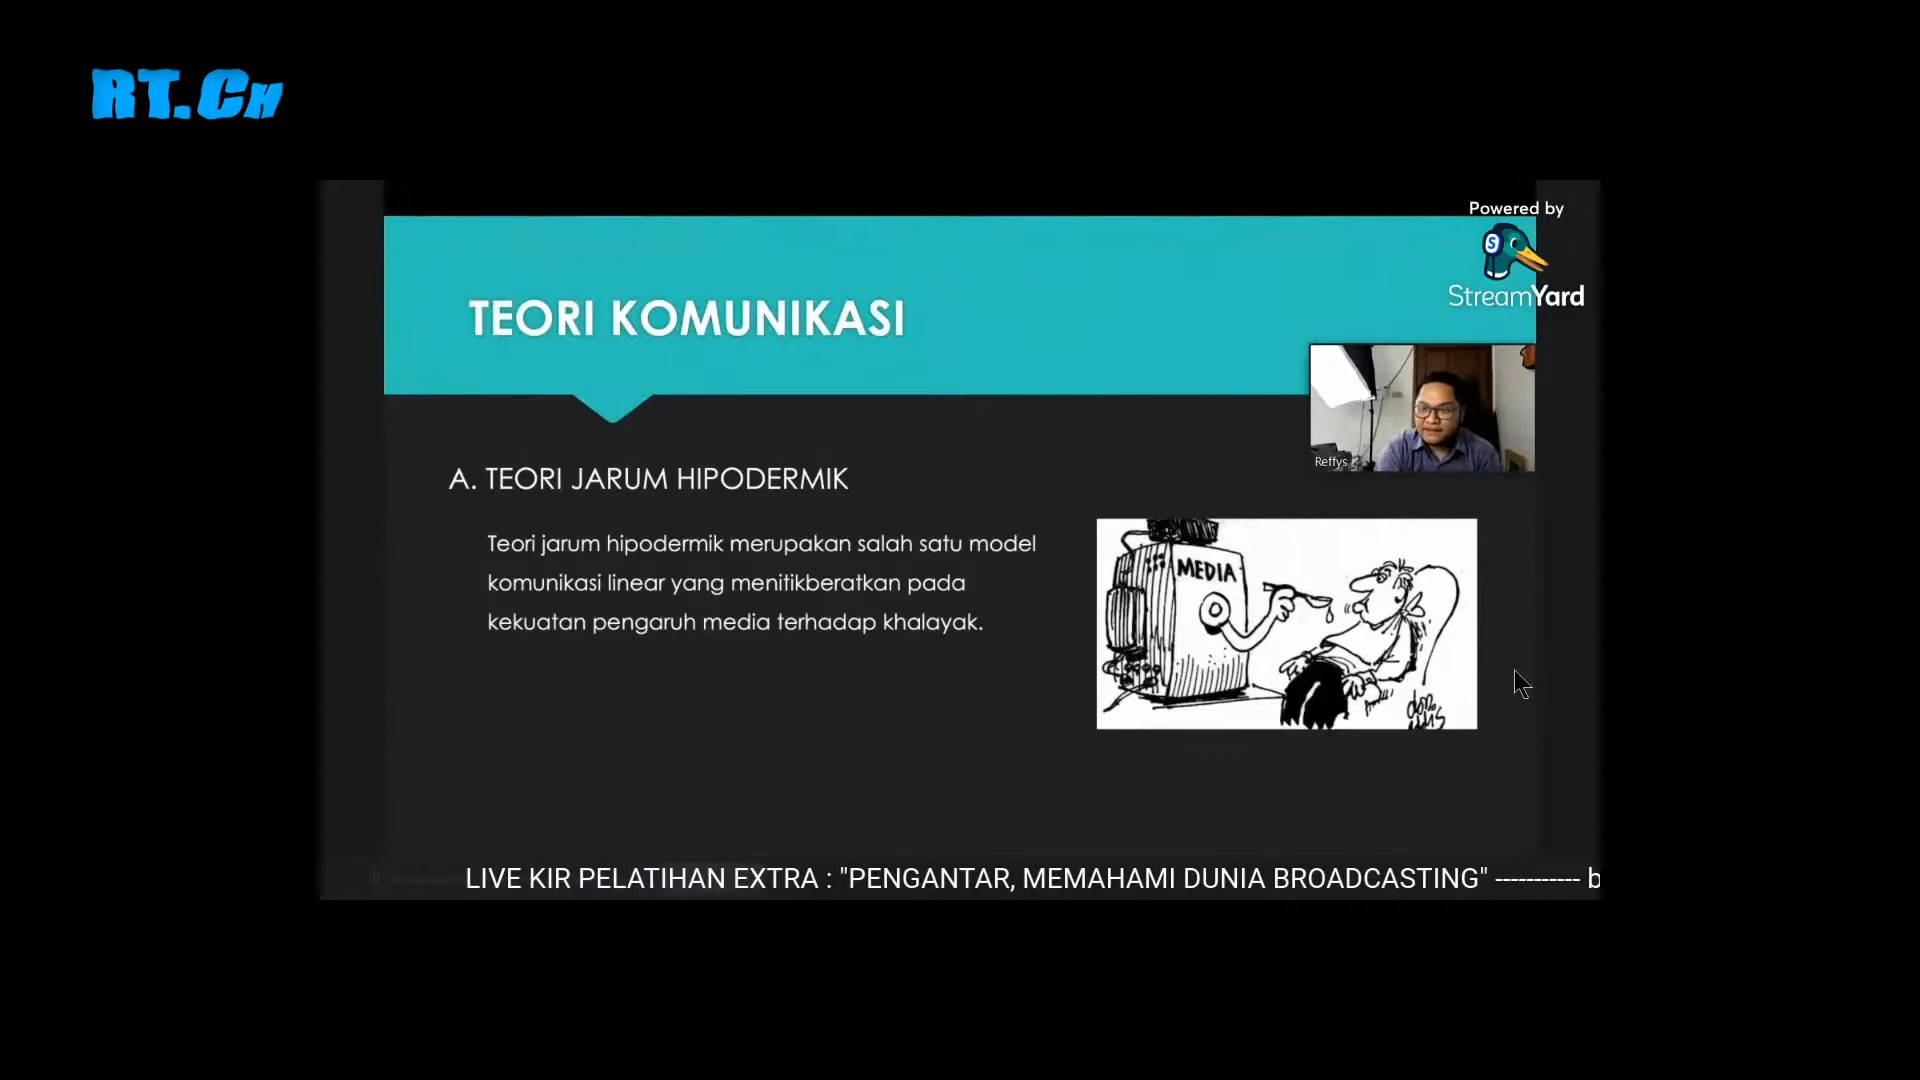 RT.CH
Powered by
S
StreamYard
TEORI KOMUNIKASI
Reffys
A. TEORI JARUM HIPODERMIK
Teori jarum hipodermik merupakan salah satu model
komunikasi linear yang menitikberatkan pada
kekuatan pengaruh media terhadap khalayak.
MEDIA
LIVE KIR PELATIHAN EXTRA : "PENGANTAR, MEMAHAMI DUNIA BROADCASTING" ----------- b